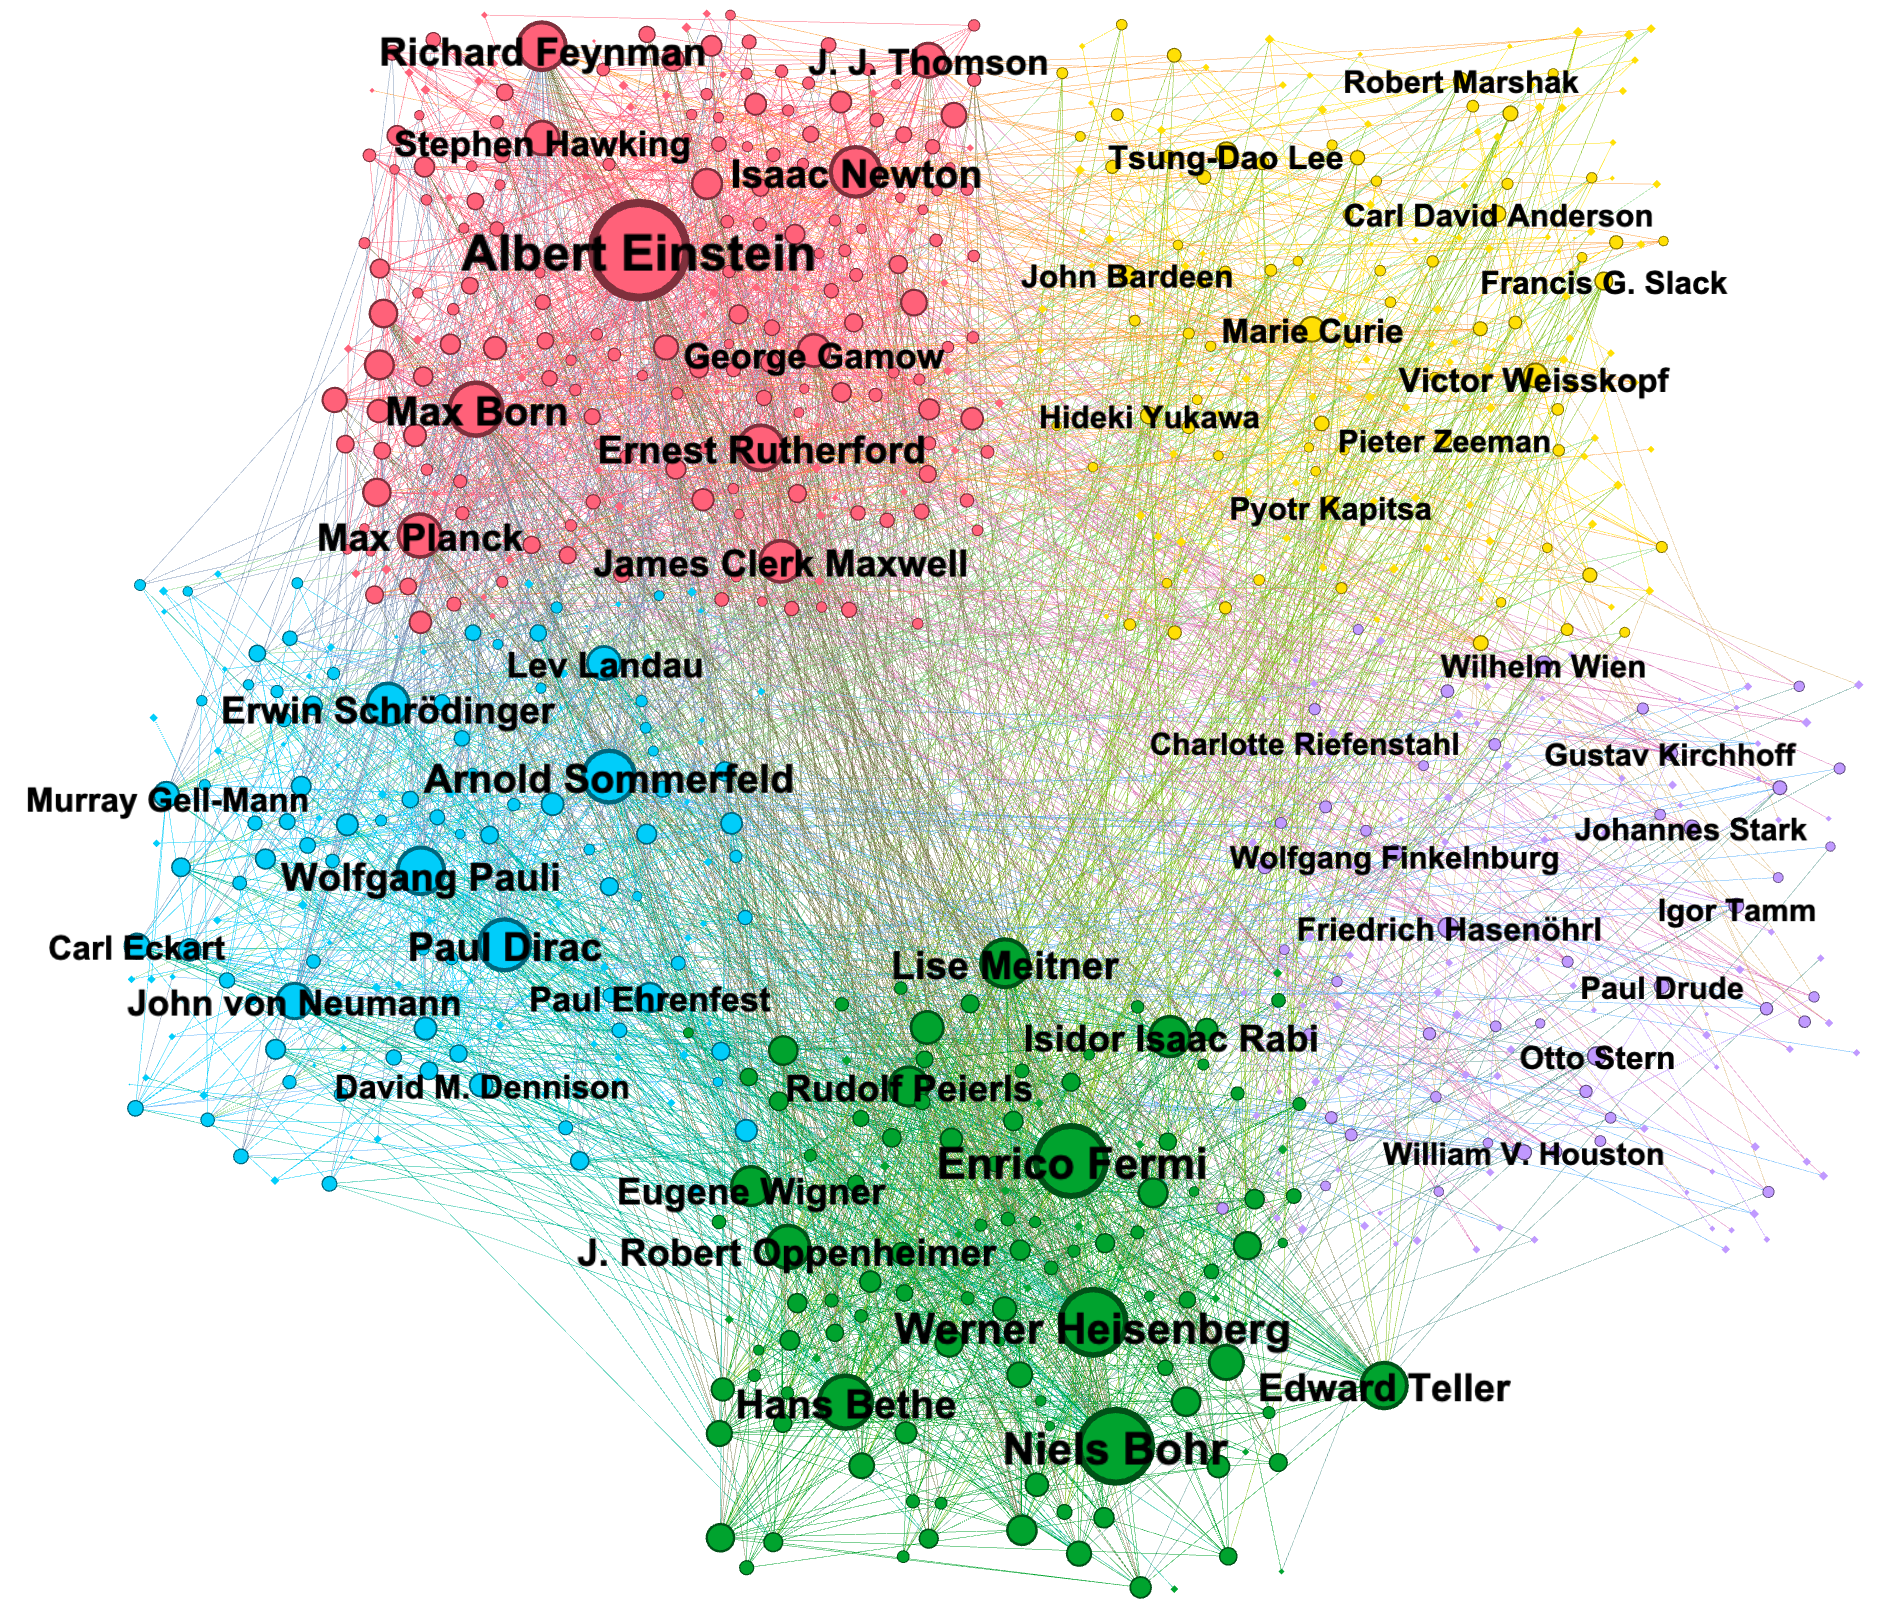 Richard Feynman
J. J. Thomson
Robert Marshak
Stephen Hawking
Tsung-Dao Lee
Isaac Newton
Carl David Anderson
Albert Einstein
John Bardeen
Francis G. Slack
Marie Curie
George Gamow
Victor Weisskopf
Max Born
Hideki Yukawa
Pieter Zeeman
Ernest Rutherford
Pyotr Kapitsa
Max Planck
James Clerk Maxwell
Lev Landau
Wilhelm Wien
Erwin Schrödinger
Charlotte Riefenstahl
Gustav Kirchhoff
Arnold Sommerfeld
Murray Gell-Mann
Johannes Stark
Wolfgang Finkelnburg
Wolfgang Pauli
Igor Tamm
Friedrich Hasenöhrl
Carl Eckart
Paul Dirac
Lise Meitner
Paul Drude
John von Neumann
Paul Ehrenfest
Isidor Isaac Rabi
Otto Stern
David M. Dennison
Rudolf Peierls
William V. Houston
Enrico Fermi
Eugene Wigner
J. Robert Oppenheimer
Werner Heisenberg
Edward Teller
Hans Bethe
Niels Bohr